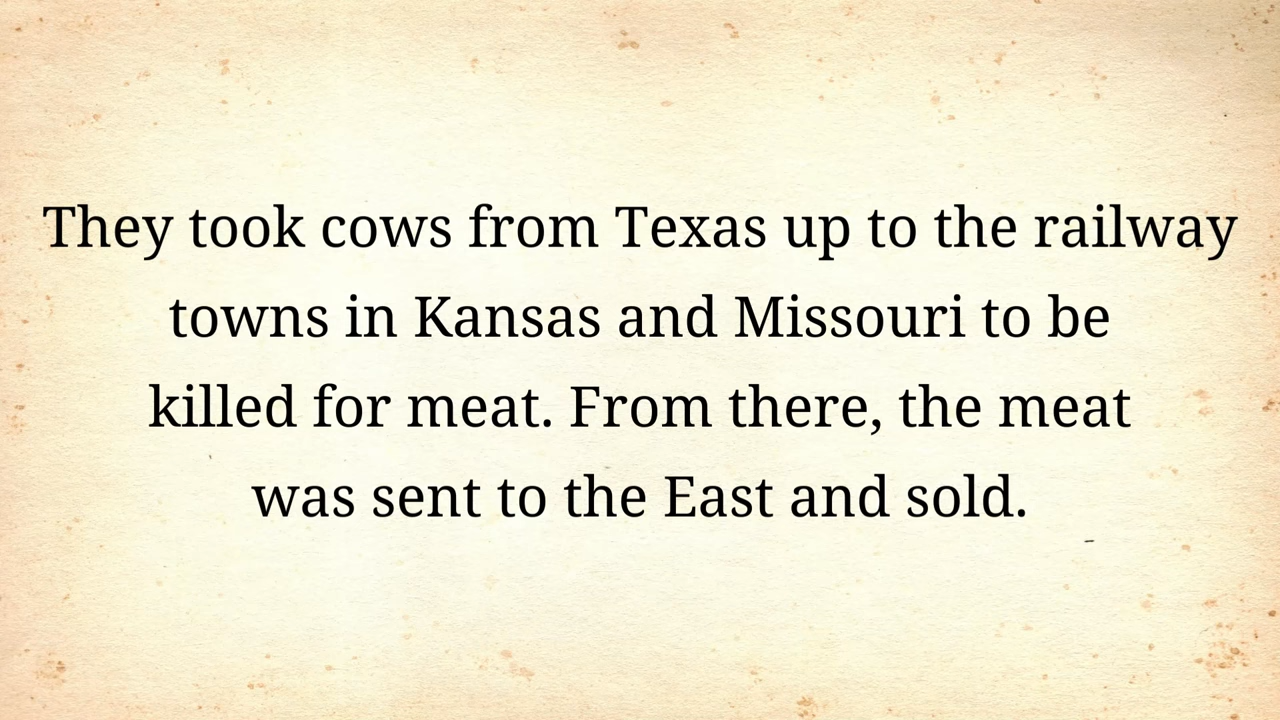 They took cows from Texas up to the railway
towns in Kansas and Missouri to be
killed for meat. From there, the meat
was sent to the East and sold.